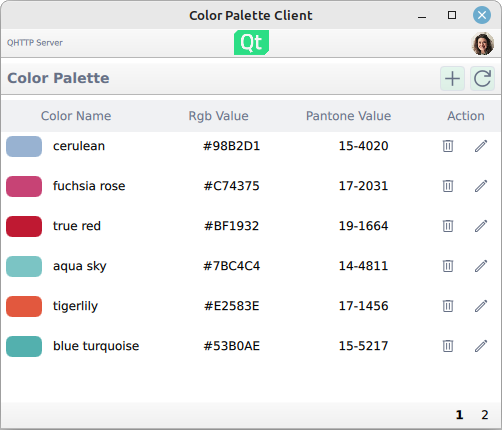 Color Palette Client
QHTTP Server
Qt
Color Palette
Color Name Rgb Value Pantone Value Action
cerulean #98B2D1 15-4020
fuchsia rose #C74375 17-2031
true red #BF1932 19-1664
aqua sky #7BC4C4 14-4811
tigerlily #E2583E 17-1456
blue turquoise #53B0AE 15-5217
1 2